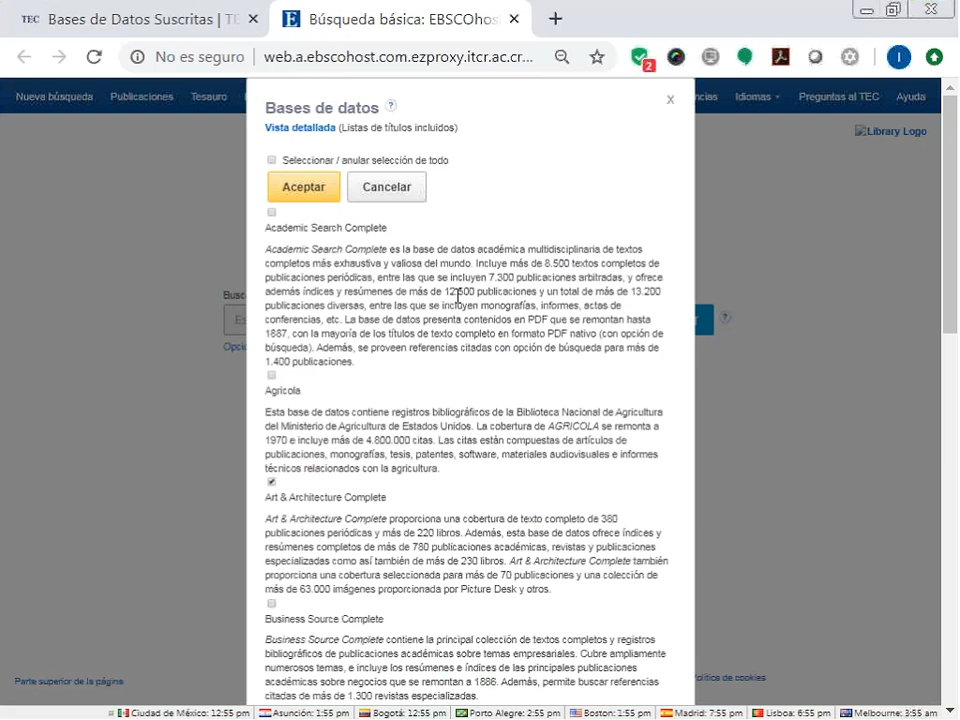 TEC Bases de Datos Suscritas | TE
Búsqueda básica: EBSCOhos
No es seguro
web.a.ebscohost.com.ezproxy.itcr.ac.cr...
2
I
Nueva búsqueda Publicaciones Tesauro
ncias Idiomas Preguntas al TEC Ayuda
Library Logo
Bases de datos ?
x
Vista detallada (Listas de títulos incluidos)
Seleccionar / anular selección de todo
Aceptar Cancelar
Academic Search Complete
Academic Search Complete es la base de datos académica multidisciplinaria de textos
completos más exhaustiva y valiosa del mundo. Incluye más de 8.500 textos completos de
publicaciones periódicas, entre las que se incluyen 7.300 publicaciones arbitradas, y ofrece
además índices y resúmenes de más de 12.500 publicaciones y un total de más de 13.200
publicaciones diversas, entre las que se incluyen monografías, informes, actas de
conferencias, etc. La base de datos presenta contenidos en PDF que se remontan hasta
1887, con la mayoría de los títulos de texto completo en formato PDF nativo (con opción de
búsqueda). Además, se proveen referencias citadas con opción de búsqueda para más de
1.400 publicaciones.
Agricola
Esta base de datos contiene registros bibliográficos de la Biblioteca Nacional de Agricultura
del Ministerio de Agricultura de Estados Unidos. La cobertura de AGRICOLA se remonta a
1970 e incluye más de 4.800.000 citas. Las citas están compuestas de artículos de
publicaciones, monografías, tesis, patentes, software, materiales audiovisuales e informes
técnicos relacionados con la agricultura.
Art & Architecture Complete
Art & Architecture Complete proporciona una cobertura de texto completo de 380
publicaciones periódicas y más de 220 libros. Además, esta base de datos ofrece índices y
resúmenes completos de más de 780 publicaciones académicas, revistas y publicaciones
especializadas como así también de más de 230 libros. Art & Architecture Complete también
proporciona una cobertura seleccionada para más de 70 publicaciones y una colección de
más de 63.000 imágenes proporcionada por Picture Desk y otros.
Business Source Complete
Business Source Complete contiene la principal colección de textos completos y registros
bibliográficos de publicaciones académicas sobre temas empresariales. Cubre ampliamente
numerosos temas, e incluye los resúmenes e índices de las principales publicaciones
académicas sobre negocios que se remontan a 1886. Además, permite buscar referencias
citadas de más de 1.300 revistas especializadas.
Busc
Es
r
?
Opcio
Parte superior de la página
olítica de cookies
Ciudad de México: 12:55 pm Asunción: 1:55 pm Bogotá: 12:55 pm Porto Alegre: 2:55 pm Boston: 1:55 pm Madrid: 7:55 pm Lisboa: 6:55 pm Melbourne: 3:55 am